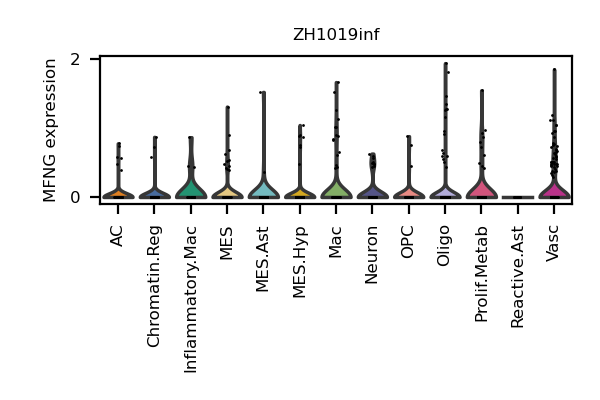 ZH1019inf
MFNG expression
2
0
AC
Chromatin.Reg
Inflammatory.Mac
MES
MES.Ast
MES.Hyp
Mac
Neuron
OPC
Oligo
Prolif.Metab
Reactive.Ast
Vasc